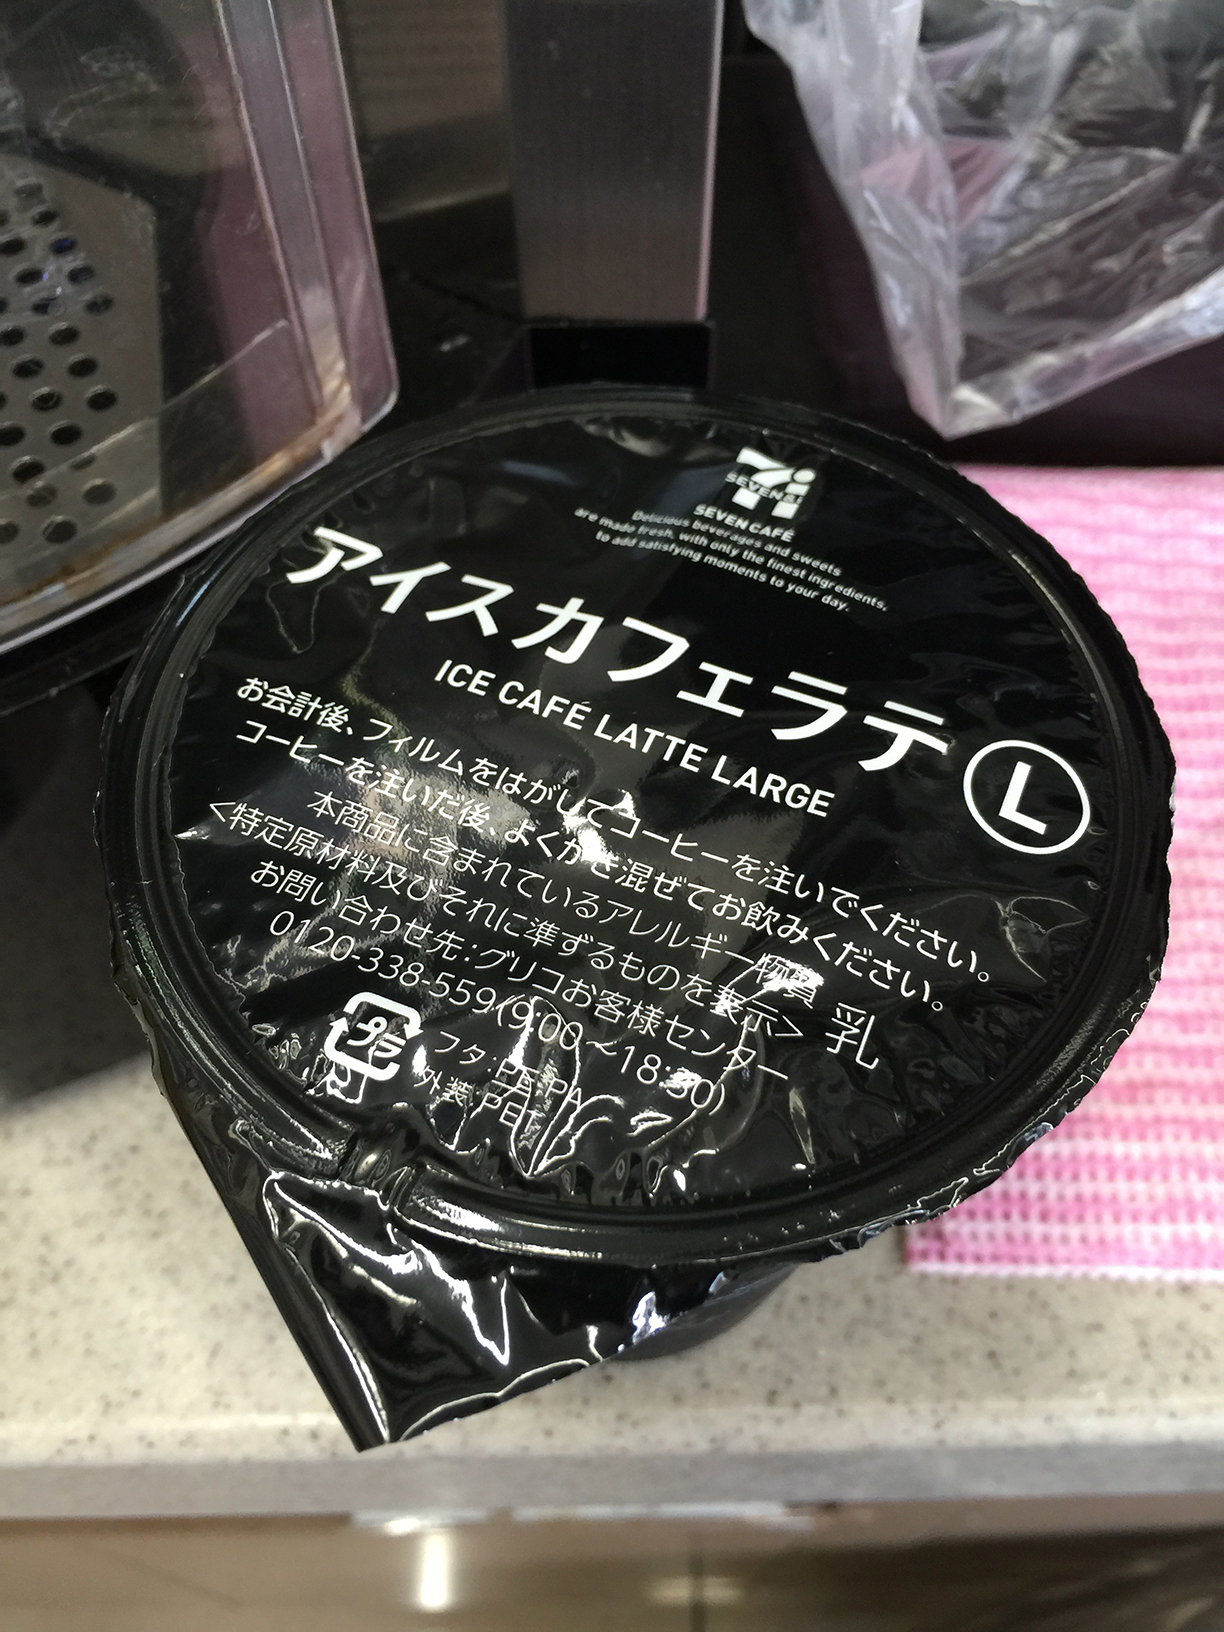 SEVEN&i
SEVEN CAFÉ
Delicious beverages and sweets
are made fresh, with only the finest ingredients,
to add satisfying moments to your day.
アイスカフェラテ L
ICE CAFÉ LATTE LARGE
お会計後、フィルムをはがしてコーヒーを注いでください。
コーヒーを注いだ後、よくかき混ぜてお飲みください。
本商品に含まれているアレルギー物質 乳
<特定原材料及びそれに準ずるものを表示>
お問い合わせ先:グリコお客様センター
0120-338-559(9:00~18:30)
プラ
フタ:PE, PA
外装:PET